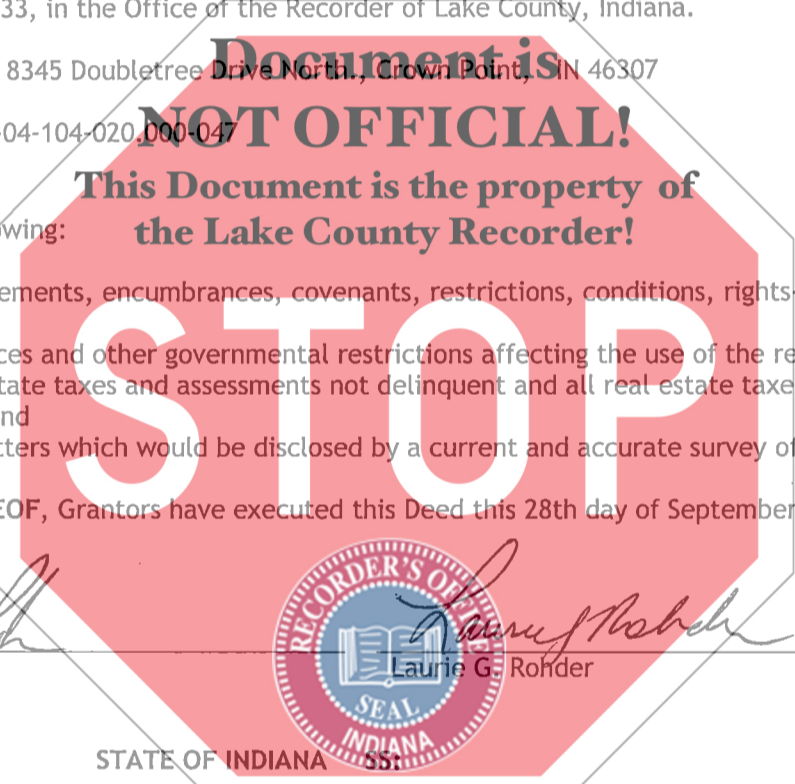 33, in the Office of the Recorder of Lake County, Indiana.
Document is
8345 Doubletree Drive North., Crown Point, IN 46307
NOT OFFICIAL!
-04-104-020.000-047
This Document is the property of
the Lake County Recorder!
owing:
ements, encumbrances, covenants, restrictions, conditions, rights-
STOP
ces and other governmental restrictions affecting the use of the re
tate taxes and assessments not delinquent and all real estate taxe
nd
tters which would be disclosed by a current and accurate survey of
EOF, Grantors have executed this Deed this 28th day of September
RECORDER'S OFFICE
Laurie G. Rohder
SEAL
INDIANA
STATE OF INDIANA SS: